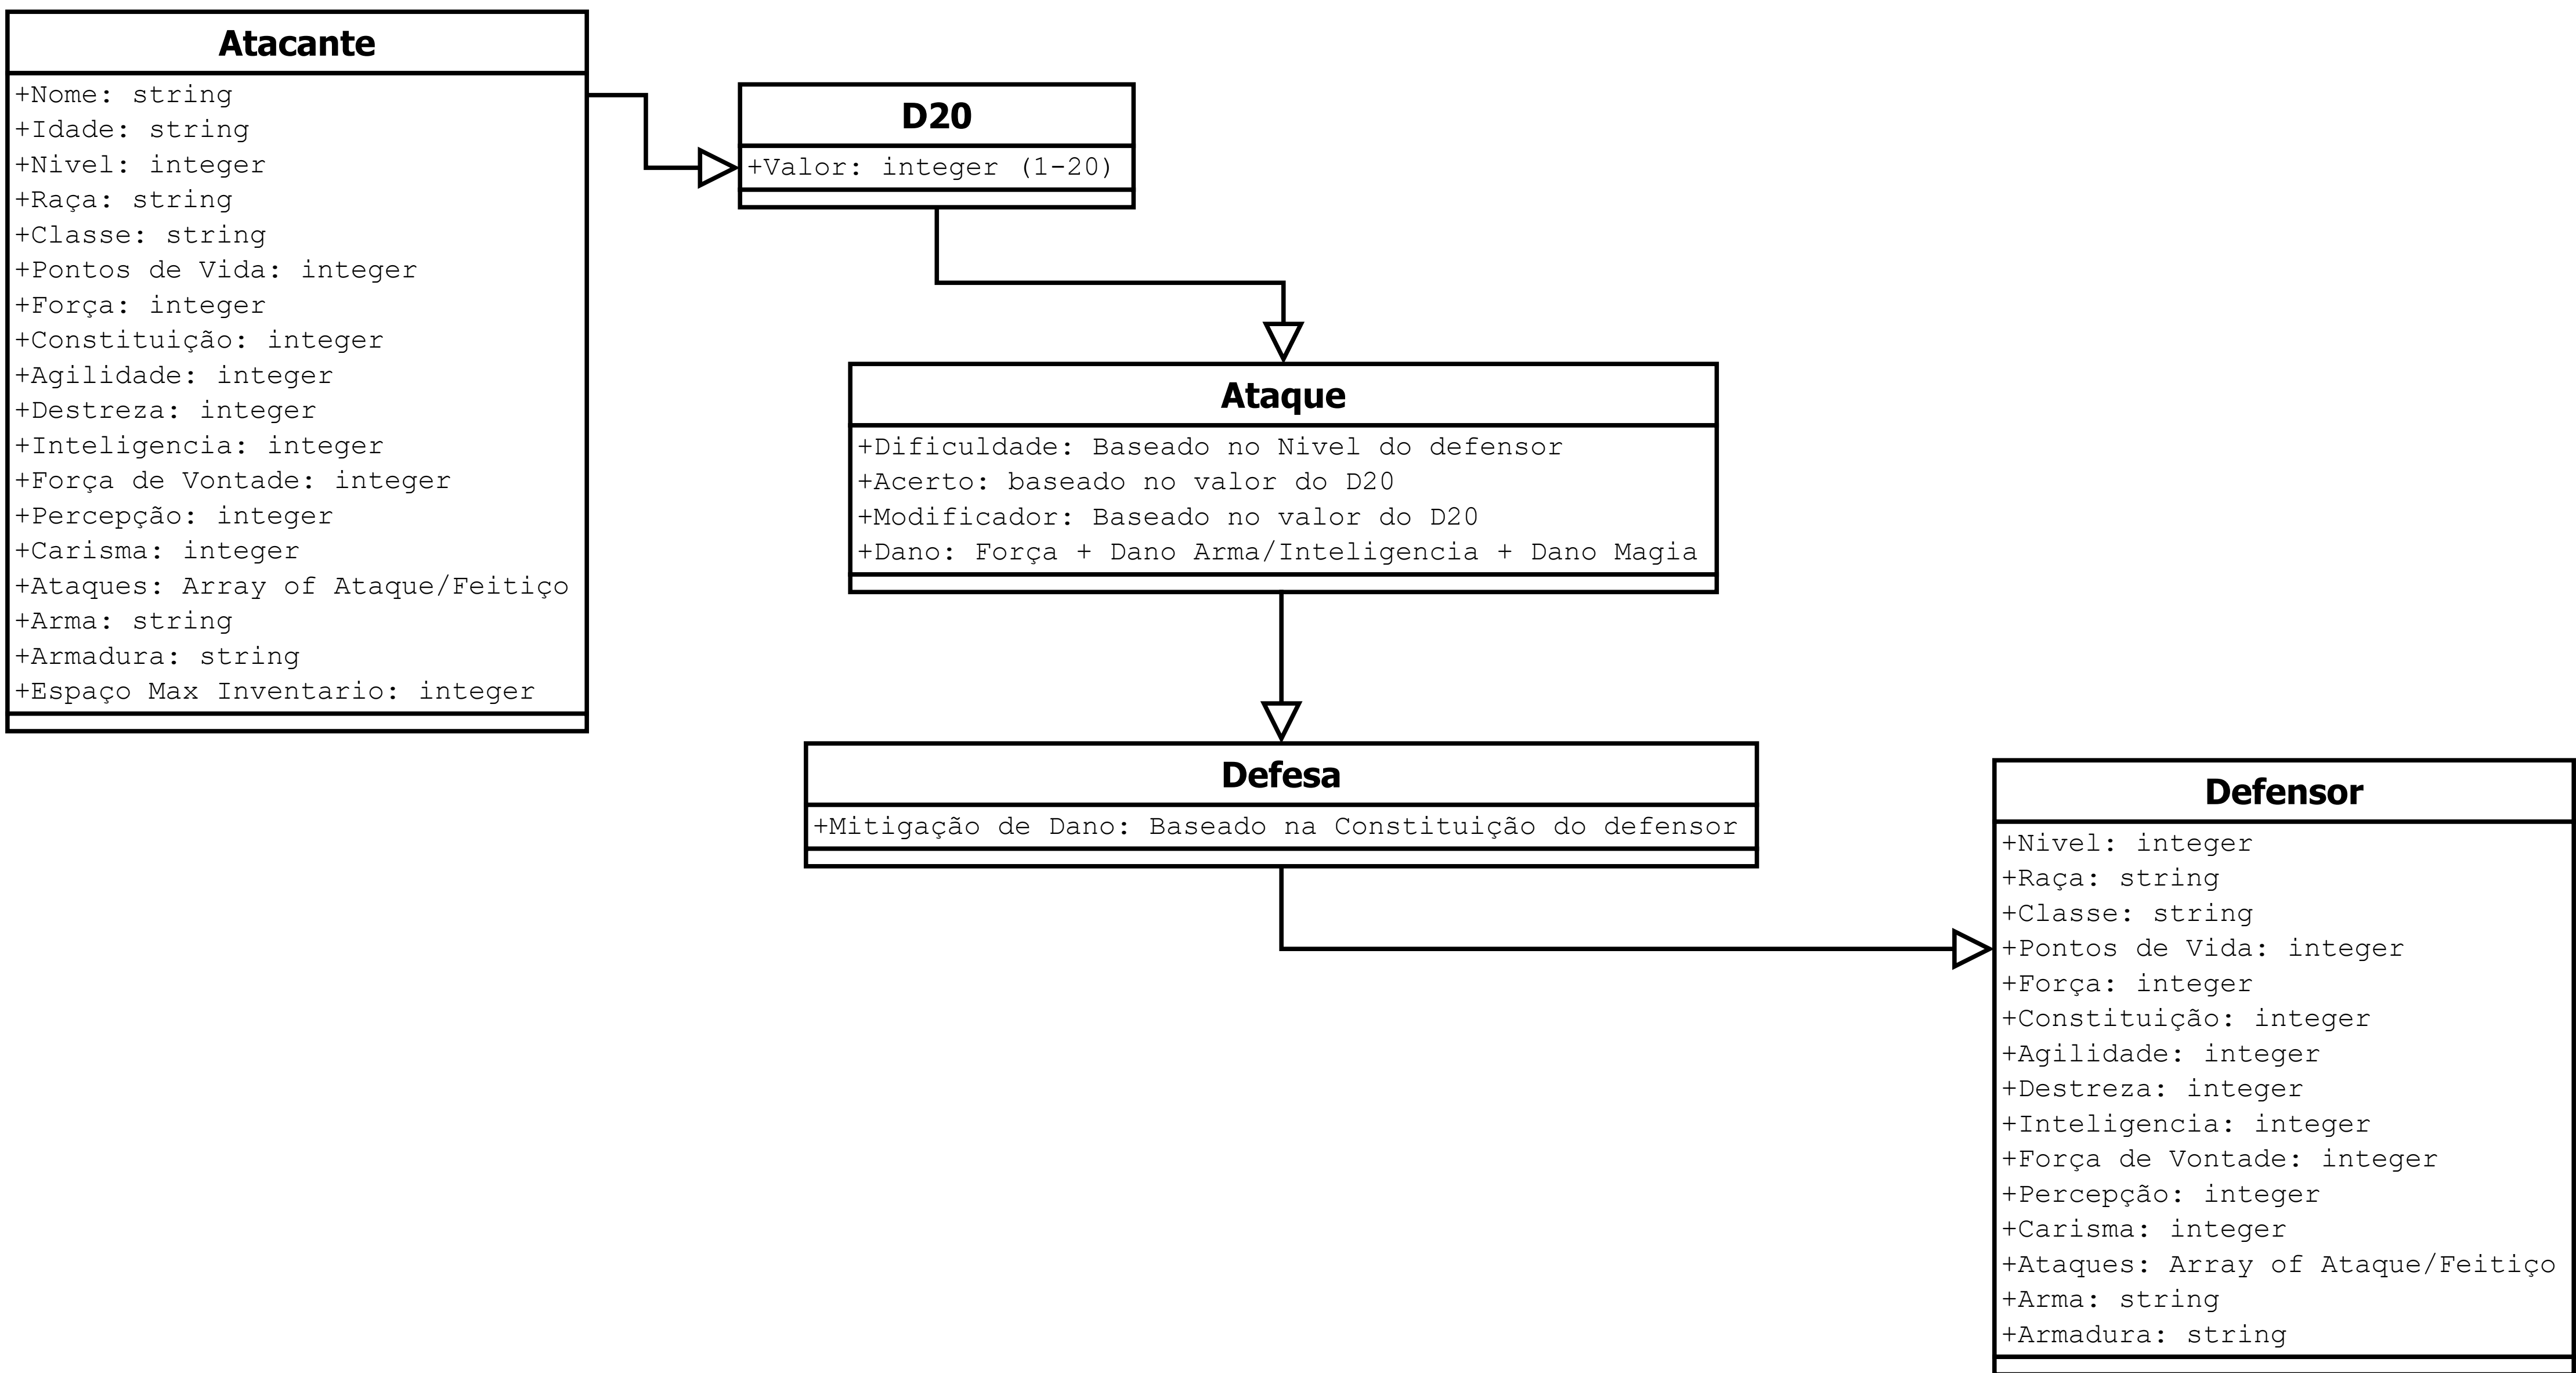 Atacante
+Nome: string
+Idade: string
+Nivel: integer
+Raça: string
+Classe: string
+Pontos de Vida: integer
+Força: integer
+Constituição: integer
+Agilidade: integer
+Destreza: integer
+Inteligencia: integer
+Força de Vontade: integer
+Percepção: integer
+Carisma: integer
+Ataques: Array of Ataque/Feitiço
+Arma: string
+Armadura: string
+Espaço Max Inventario: integer
D20
+Valor: integer (1-20)
Ataque
+Dificuldade: Baseado no Nivel do defensor
+Acerto: baseado no valor do D20
+Modificador: Baseado no valor do D20
+Dano: Força + Dano Arma/Inteligencia + Dano Magia
Defesa
+Mitigação de Dano: Baseado na Constituição do defensor
Defensor
+Nivel: integer
+Raça: string
+Classe: string
+Pontos de Vida: integer
+Força: integer
+Constituição: integer
+Agilidade: integer
+Destreza: integer
+Inteligencia: integer
+Força de Vontade: integer
+Percepção: integer
+Carisma: integer
+Ataques: Array of Ataque/Feitiço
+Arma: string
+Armadura: string